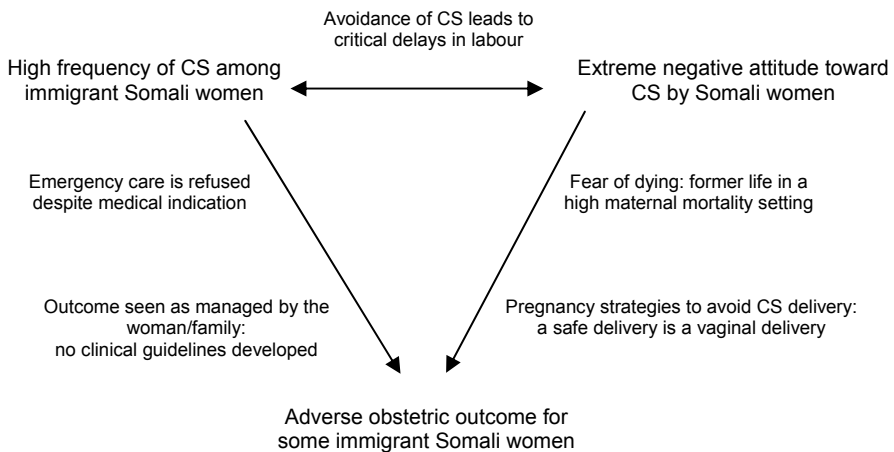 Avoidance of CS leads to
critical delays in labour
High frequency of CS among
immigrant Somali women
Extreme negative attitude toward
CS by Somali women
Emergency care is refused
despite medical indication
Fear of dying: former life in a
high maternal mortality setting
Outcome seen as managed by the
woman/family:
no clinical guidelines developed
Pregnancy strategies to avoid CS delivery:
a safe delivery is a vaginal delivery
Adverse obstetric outcome for
some immigrant Somali women